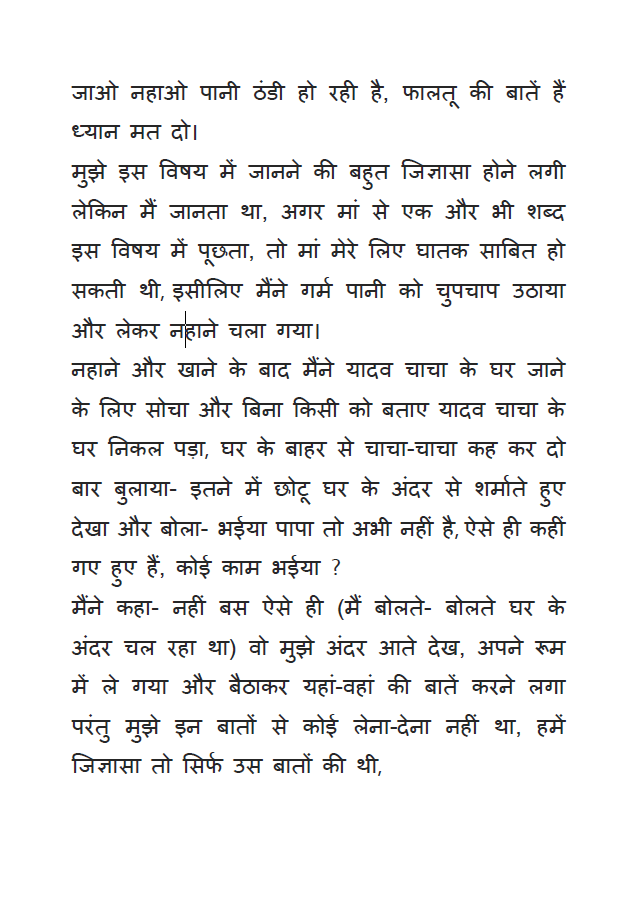 जाओ नहाओ पानी ठंडी हो रही है, फालतू की बातें हैं
ध्यान मत दो।
मुझे इस विषय में जानने की बहुत जिज्ञासा होने लगी
लेकिन मैं जानता था, अगर मां से एक और भी शब्द
इस विषय में पूछता, तो मां मेरे लिए घातक साबित हो
सकती थी, इसीलिए मैंने गर्म पानी को चुपचाप उठाया
और लेकर नहाने चला गया।
नहाने और खाने के बाद मैंने यादव चाचा के घर जाने
के लिए सोचा और बिना किसी को बताए यादव चाचा के
घर निकल पड़ा, घर के बाहर से चाचा-चाचा कह कर दो
बार बुलाया- इतने में छोटू घर के अंदर से शर्माते हुए
देखा और बोला- भईया पापा तो अभी नहीं है, ऐसे ही कहीं
गए हुए हैं, कोई काम भईया ?
मैंने कहा- नहीं बस ऐसे ही (मैं बोलते- बोलते घर के
अंदर चल रहा था) वो मुझे अंदर आते देख, अपने रूम
में ले गया और बैठाकर यहां-वहां की बातें करने लगा
परंतु मुझे इन बातों से कोई लेना-देना नहीं था, हमें
जिज्ञासा तो सिर्फ उस बातों की थी,